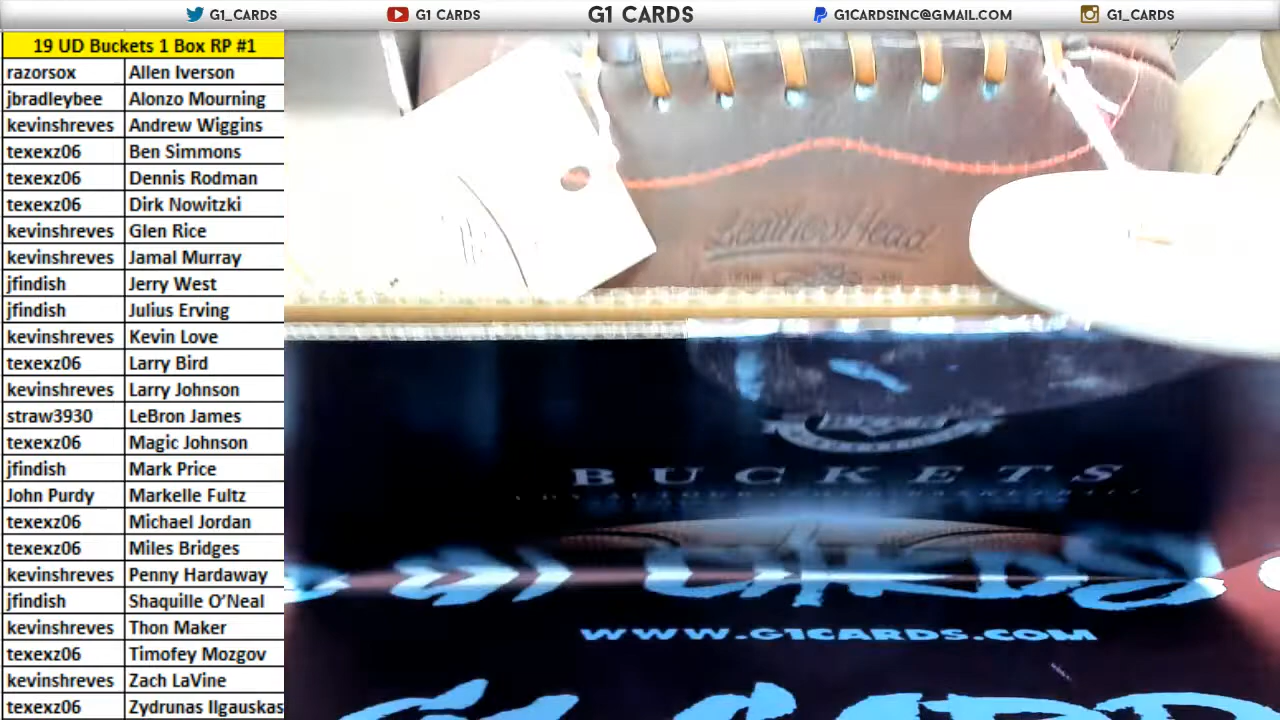 G1_CARDS G1 CARDS G1 CARDS G1CARDSINC@GMAIL.COM G1_CARDS
19 UD Buckets 1 Box RP #1
razorsox Allen Iverson
jbradleybee Alonzo Mourning
kevinshreves Andrew Wiggins
texexz06 Ben Simmons
texexz06 Dennis Rodman
texexz06 Dirk Nowitzki
kevinshreves Glen Rice
kevinshreves Jamal Murray
jfindish Jerry West
jfindish Julius Erving
kevinshreves Kevin Love
texexz06 Larry Bird
kevinshreves Larry Johnson
straw3930 LeBron James
texexz06 Magic Johnson
jfindish Mark Price
John Purdy Markelle Fultz
texexz06 Michael Jordan
texexz06 Miles Bridges
kevinshreves Penny Hardaway
jfindish Shaquille O'Neal
kevinshreves Thon Maker
texexz06 Timofey Mozgov
kevinshreves Zach LaVine
texexz06 Zydrunas Ilgauskas
LeatherHead
BUCKETS
WWW.G1CARDS.COM